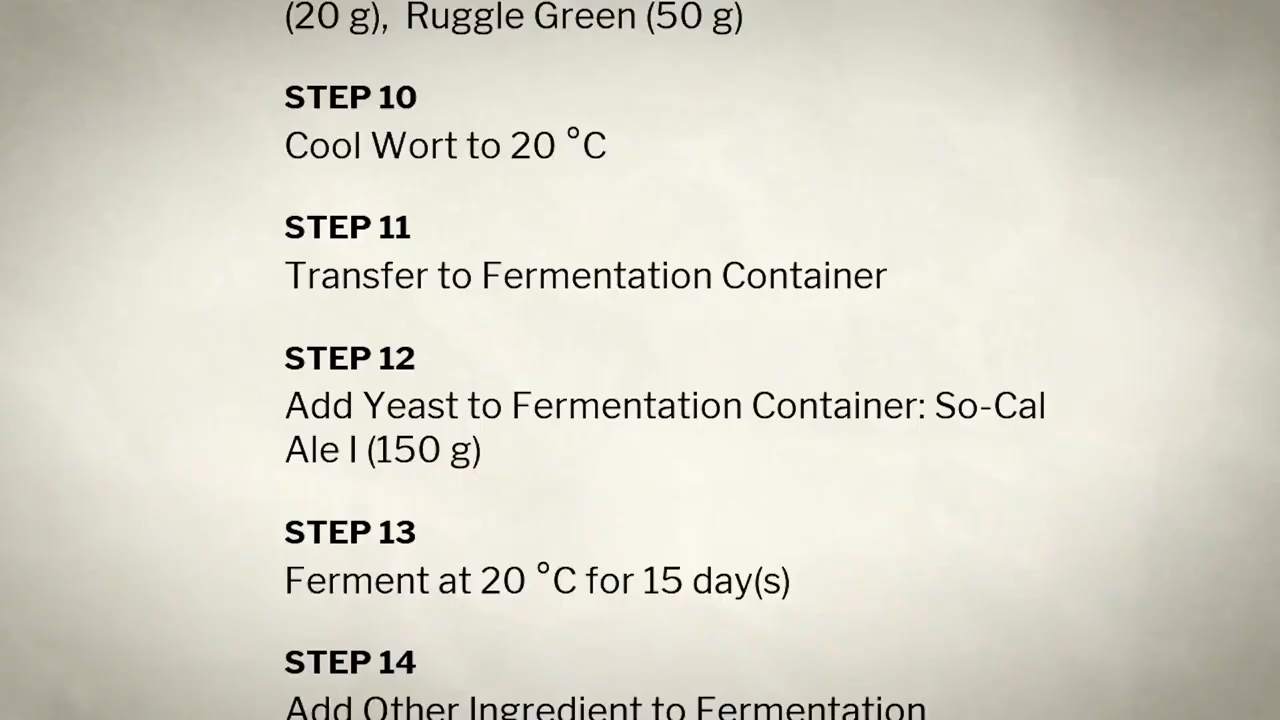 (20 g),  Ruggle Green (50 g)
STEP 10
Cool Wort to 20 °C
STEP 11
Transfer to Fermentation Container
STEP 12
Add Yeast to Fermentation Container: So-Cal
Ale I (150 g)
STEP 13
Ferment at 20 °C for 15 day(s)
STEP 14
Add Other Ingredient to Fermentation